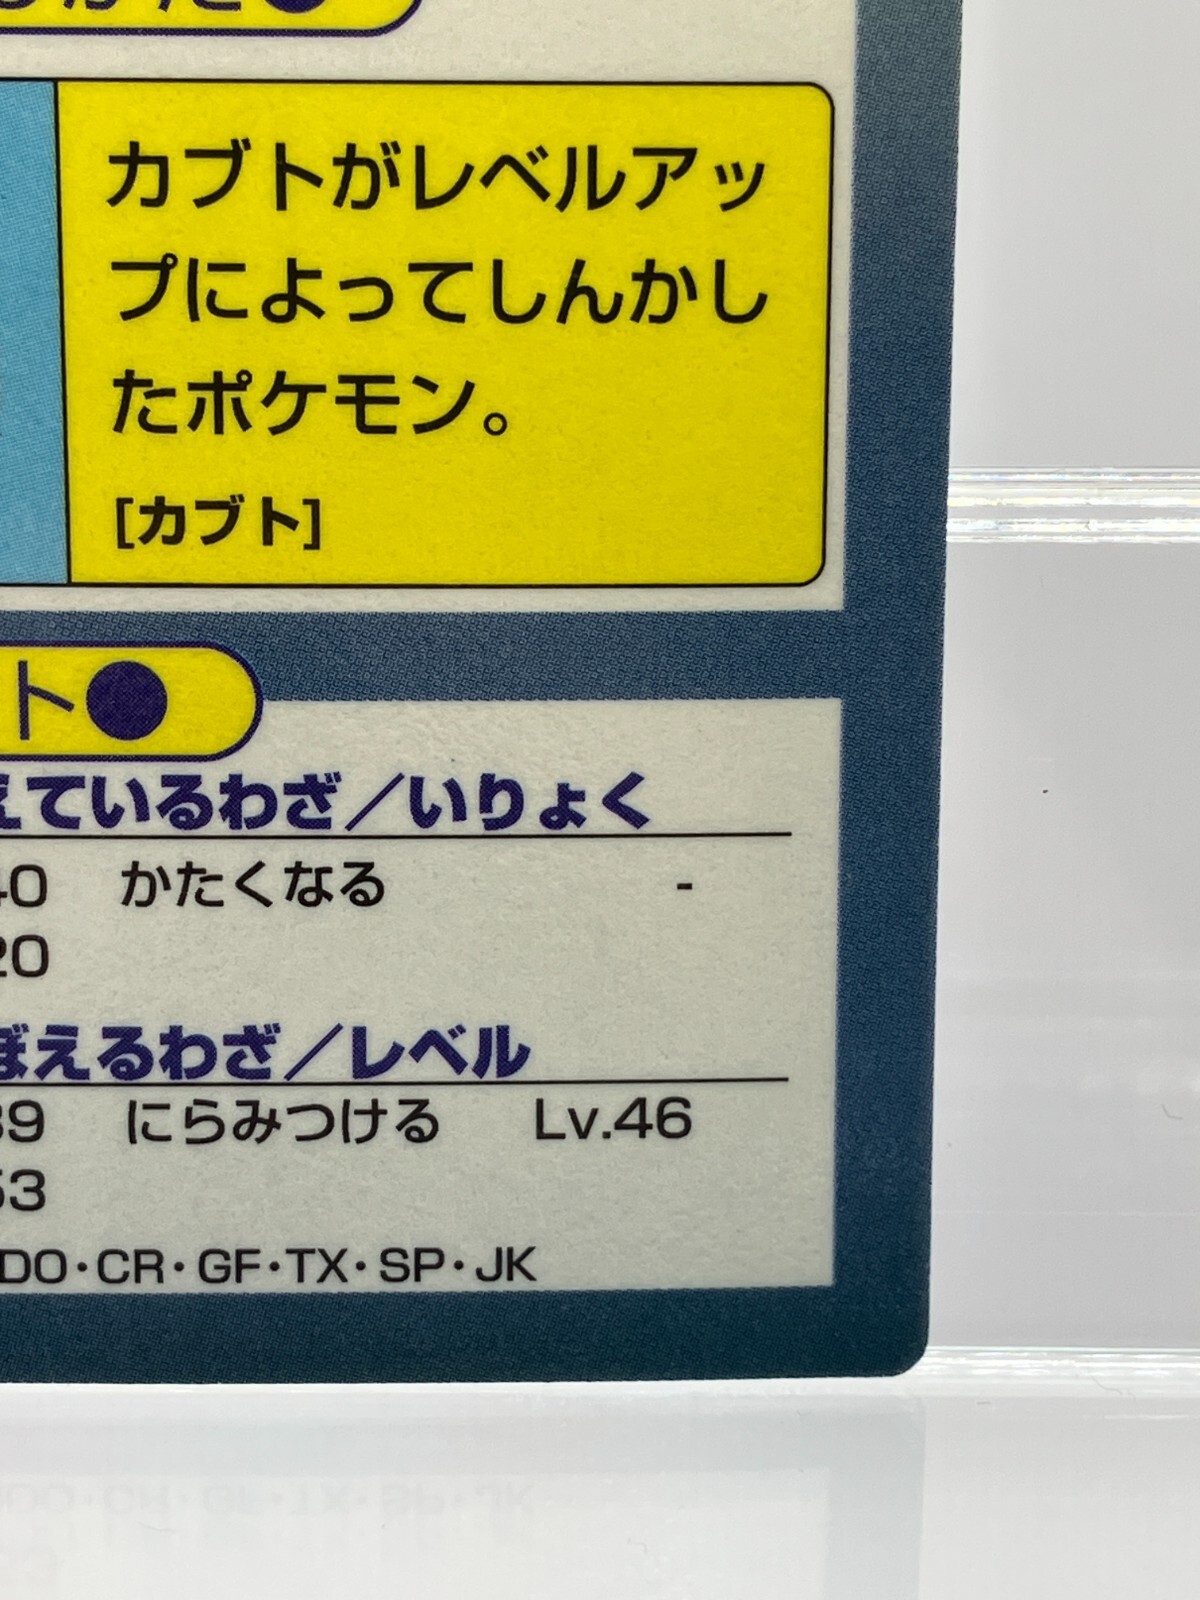 カブトがレベルアッ
プによってしんかし
たポケモン。
[カブト]
ト●
えているわざ／いりょく
40 かたくなる -
20
ぼえるわざ／レベル
39 にらみつける Lv.46
53
DO・CR・GF・TX・SP・JK